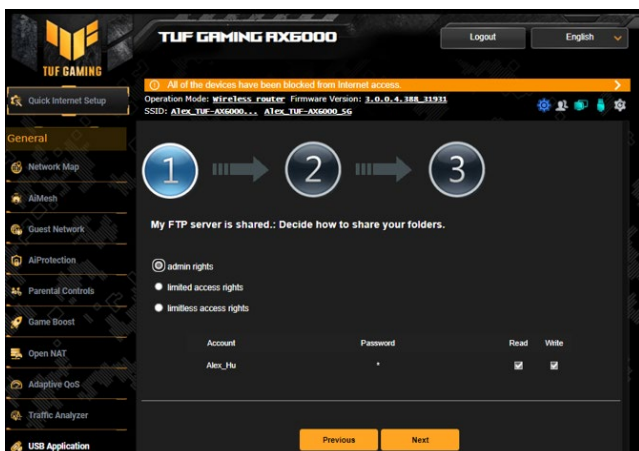 TUF GAMING
TUF GAMING AX6000
Logout
English
All of the devices have been blocked from Internet access.
Quick Internet Setup
Operation Mode: Wireless router Firmware Version: 3.0.0.4.388_31931
SSID: Alex_TUF-AX6000... Alex_TUF-AX6000_5G
General
Network Map
AiMesh
Guest Network
AiProtection
Parental Controls
Game Boost
Open NAT
Adaptive QoS
Traffic Analyzer
USB Application
1
2
3
My FTP server is shared.: Decide how to share your folders.
admin rights
limited access rights
limitless access rights
Account Password Read Write
Alex_Hu *
Previous Next